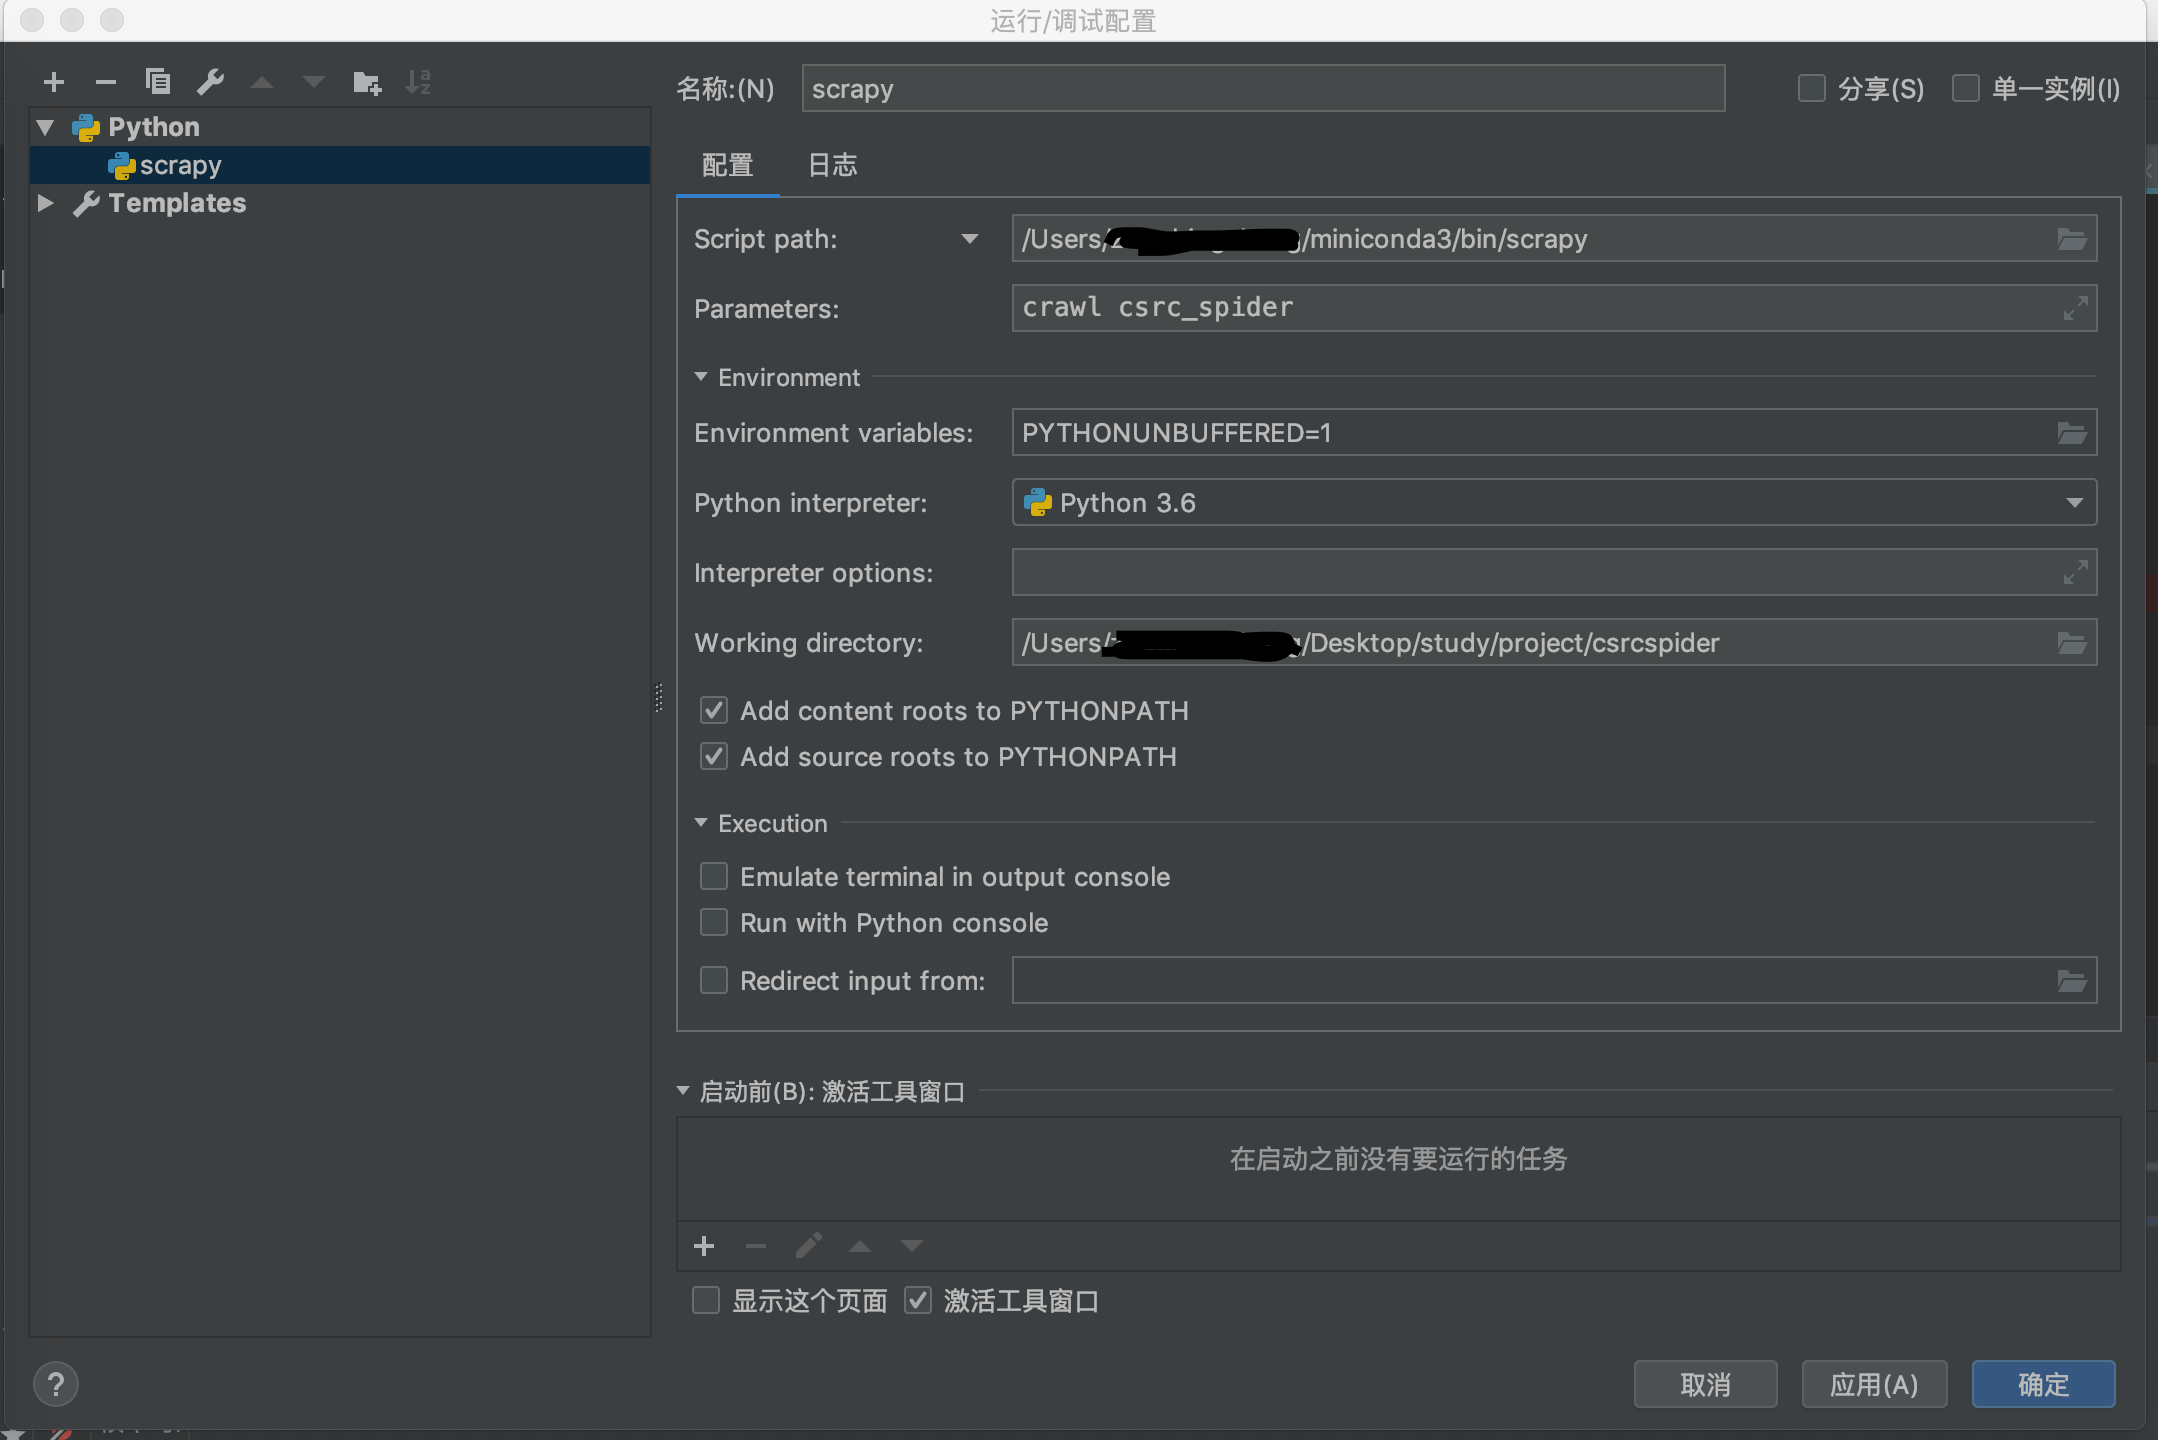 运行/调试配置
Python
scrapy
Templates
名称:(N)
scrapy
分享(S)
单一实例(I)
配置
日志
Script path:
/Users/
/miniconda3/bin/scrapy
Parameters:
crawl csrc_spider
Environment
Environment variables:
PYTHONUNBUFFERED=1
Python interpreter:
Python 3.6
Interpreter options:
Working directory:
/Users/
/Desktop/study/project/csrcspider
Add content roots to PYTHONPATH
Add source roots to PYTHONPATH
Execution
Emulate terminal in output console
Run with Python console
Redirect input from:
启动前(B): 激活工具窗口
在启动之前没有要运行的任务
显示这个页面
激活工具窗口
?
取消
应用(A)
确定